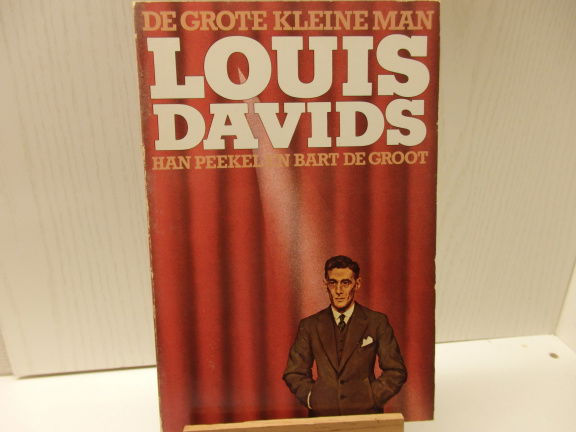 DE GROTE KLEINE MAN
LOUIS
DAVIDS
HAN PEEKEL EN BART DE GROOT